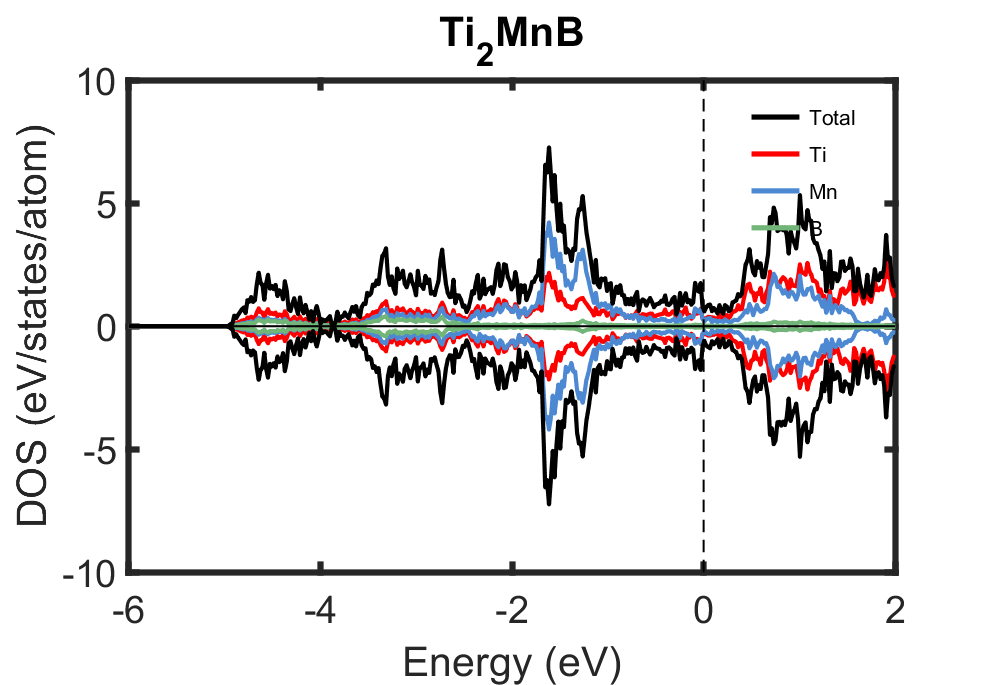 Ti₂MnB
10
5
0
-5
-10
DOS (eV/states/atom)
Total
Ti
Mn
B
-6 -4 -2 0 2
Energy (eV)